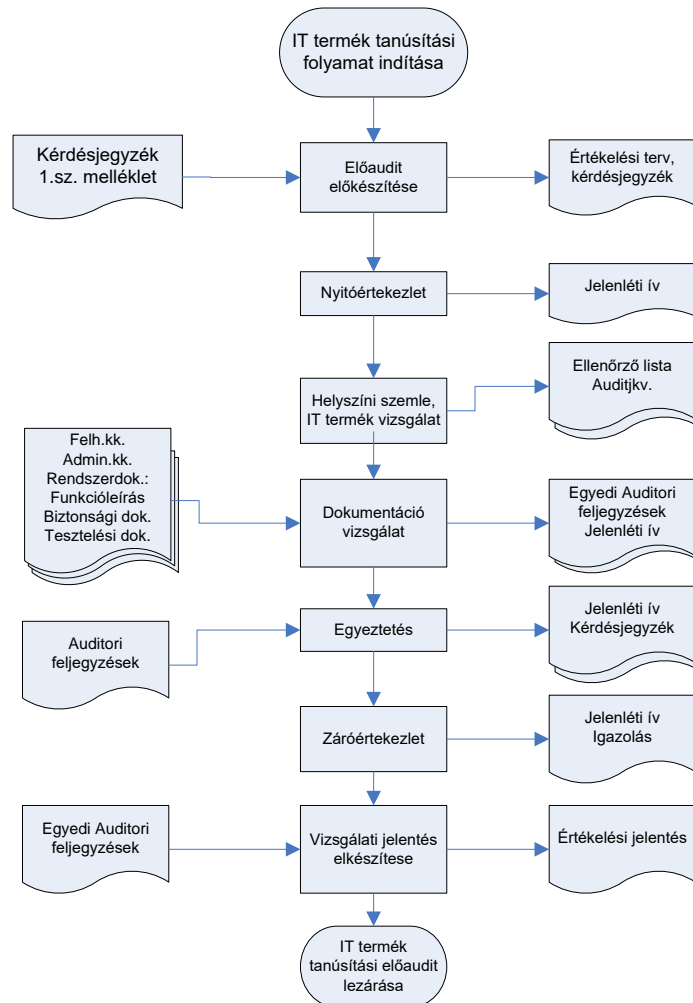 IT termék tanúsítási
folyamat indítása
Kérdésjegyzék
1.sz. melléklet
Előaudit
előkészítése
Értékelési terv,
kérdésjegyzék
Nyitóértekezlet
Jelenléti ív
Helyszíni szemle,
IT termék vizsgálat
Ellenőrző lista
Auditjkv.
Felh.kk.
Admin.kk.
Rendszerdok.:
Funkcióleírás
Biztonsági dok.
Tesztelési dok.
Dokumentáció
vizsgálat
Egyedi Auditori
feljegyzések
Jelenléti ív
Auditori
feljegyzések
Egyeztetés
Jelenléti ív
Kérdésjegyzék
Záróértekezlet
Jelenléti ív
Igazolás
Egyedi Auditori
feljegyzések
Vizsgálati jelentés
elkészítese
Értékelési jelentés
IT termék
tanúsítási előaudit
lezárása